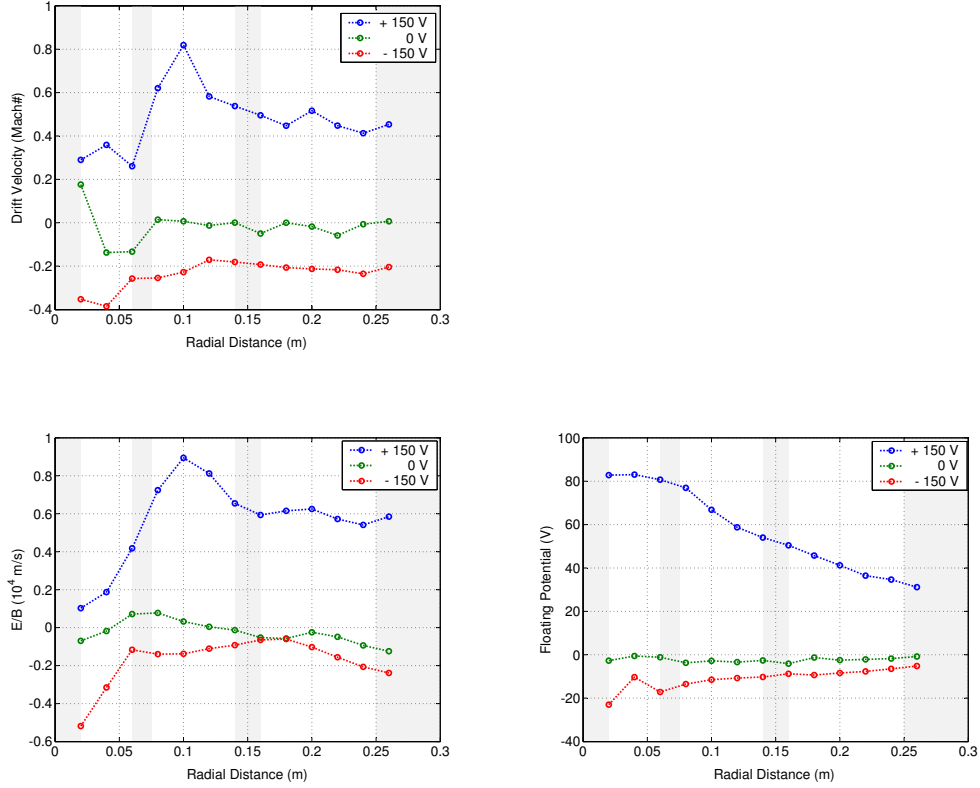 1
0.8
0.6
0.4
0.2
0
-0.2
-0.4
Drift Velocity (Mach#)
+ 150 V
0 V
- 150 V
0 0.05 0.1 0.15 0.2 0.25 0.3
Radial Distance (m)
1
0.8
0.6
0.4
0.2
0
-0.2
-0.4
-0.6
E/B (10⁴ m/s)
+ 150 V
0 V
- 150 V
0 0.05 0.1 0.15 0.2 0.25 0.3
Radial Distance (m)
100
80
60
40
20
0
-20
-40
Floating Potential (V)
+ 150 V
0 V
- 150 V
0 0.05 0.1 0.15 0.2 0.25 0.3
Radial Distance (m)